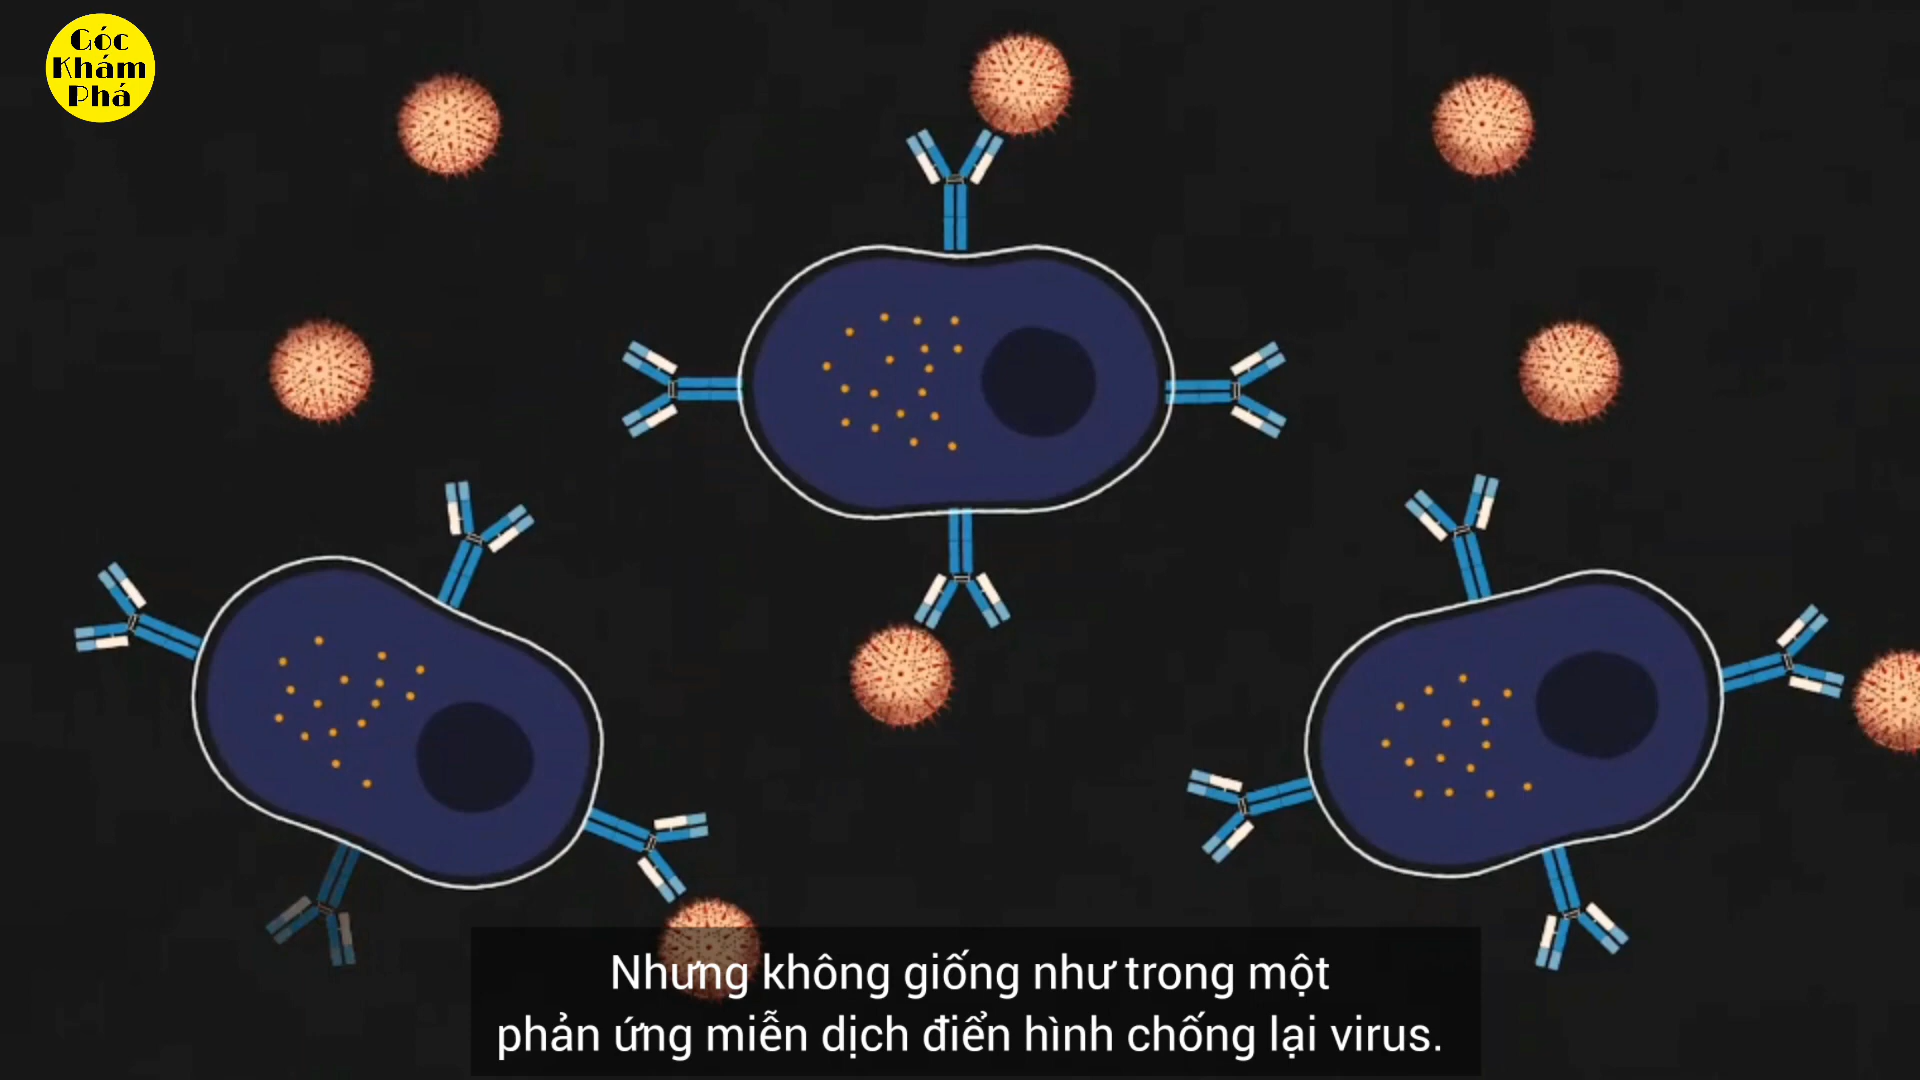 Góc
Khám
Phá
Nhưng không giống như trong một
phản ứng miễn dịch điển hình chống lại virus.